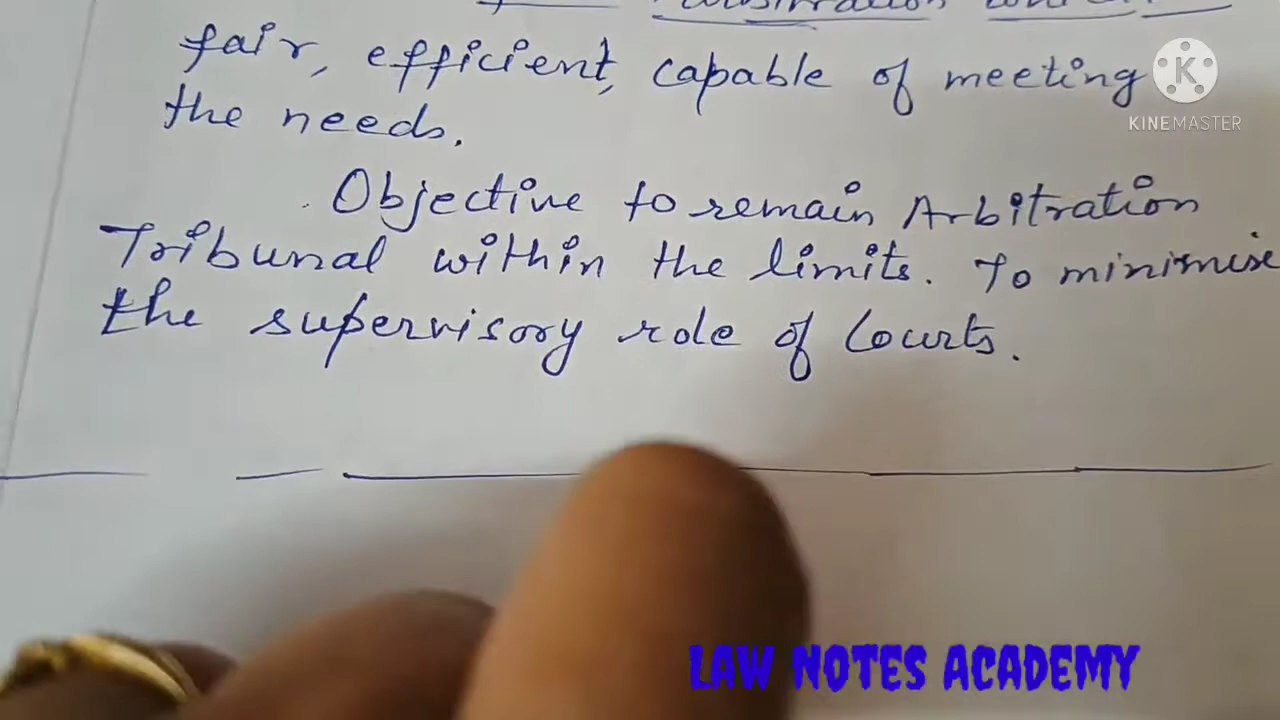 fair, efficient, capable of meeting
the needs.
Objective to remain Arbitration
Tribunal within the limits. To minimise
the supervisory role of Courts.
K
KINEMASTER
LAW NOTES ACADEMY